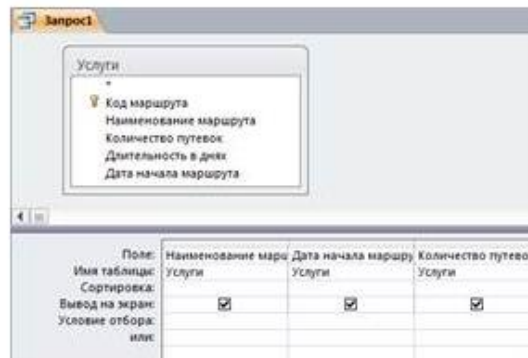 Запрос1
Услуги
*
Код маршрута
Наименование маршрута
Количество путевок
Длительность в днях
Дата начала маршрута
Поле: Наименование марш Дата начала маршру Количество путево
Имя таблицы: Услуги Услуги Услуги
Сортировка:
Вывод на экран:
Условие отбора:
или: